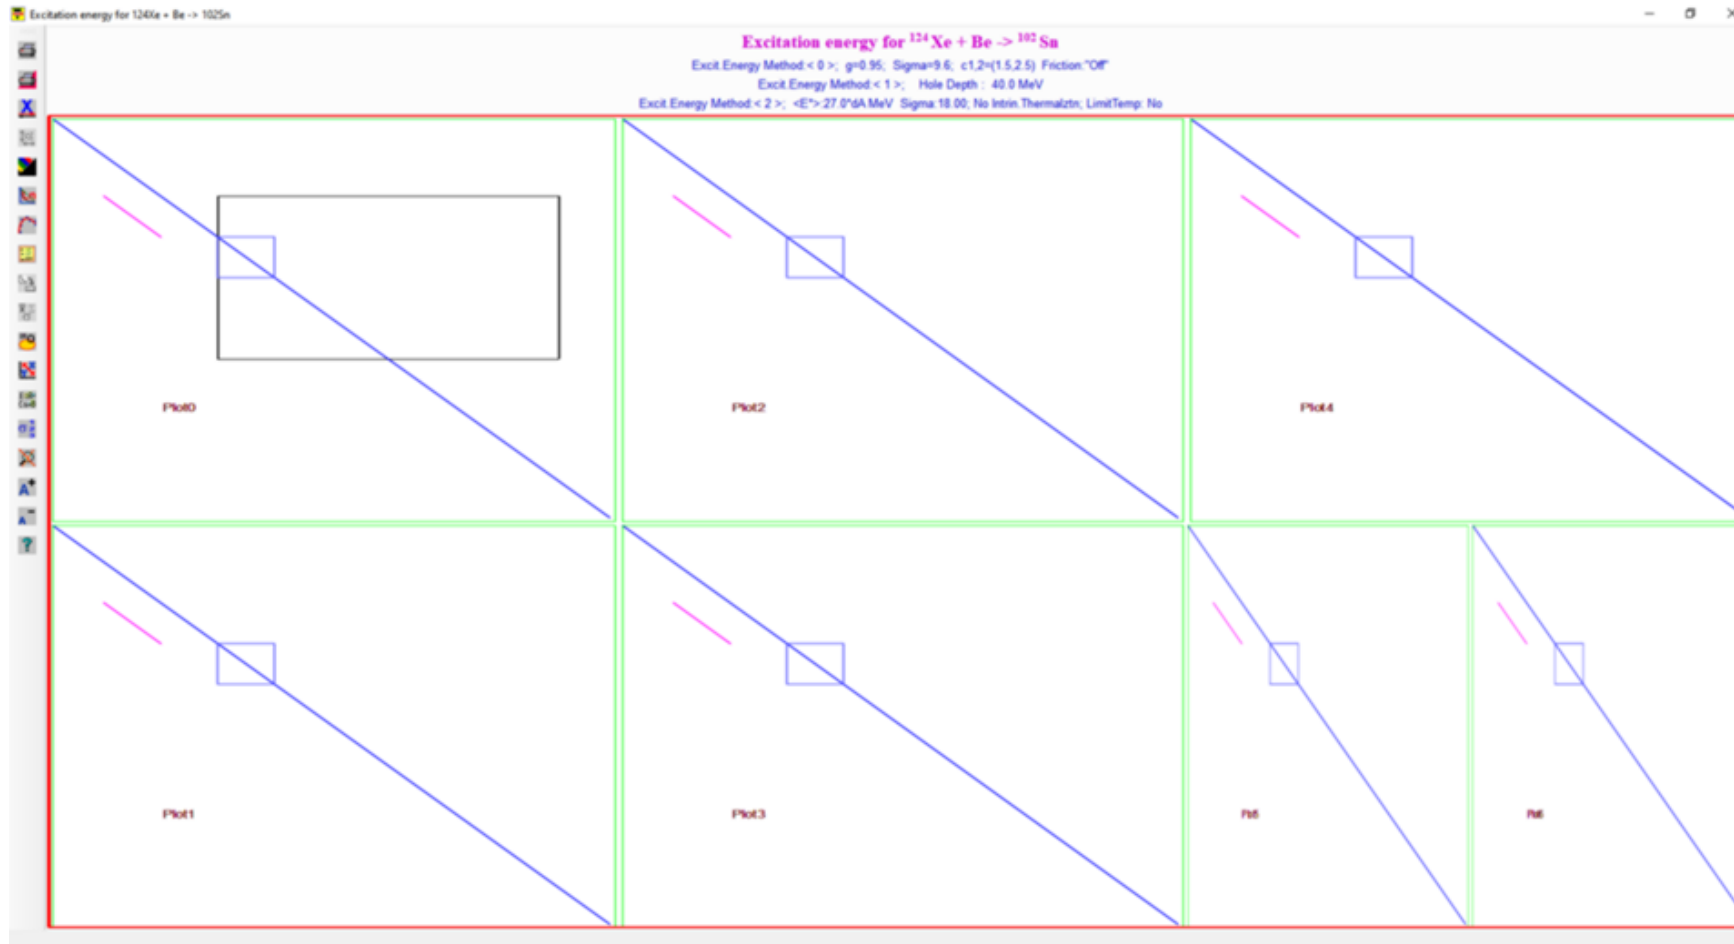 Excitation energy for 124Xe + Be -> 102Sn
Excitation energy for 124Xe + Be -> 102Sn
Excit.Energy Method:< 0 >; g=0.95; Sigma=9.6; c1,2=(1.5,2.5) Friction:"Off"
Excit.Energy Method:< 1 >; Hole Depth : 40.0 MeV
Excit.Energy Method:< 2 >; <E*>:27.0*dA MeV Sigma:18.00; No Intrin.Thermalztn; LimitTemp: No
Plot0
Plot2
Plot4
Plot1
Plot3